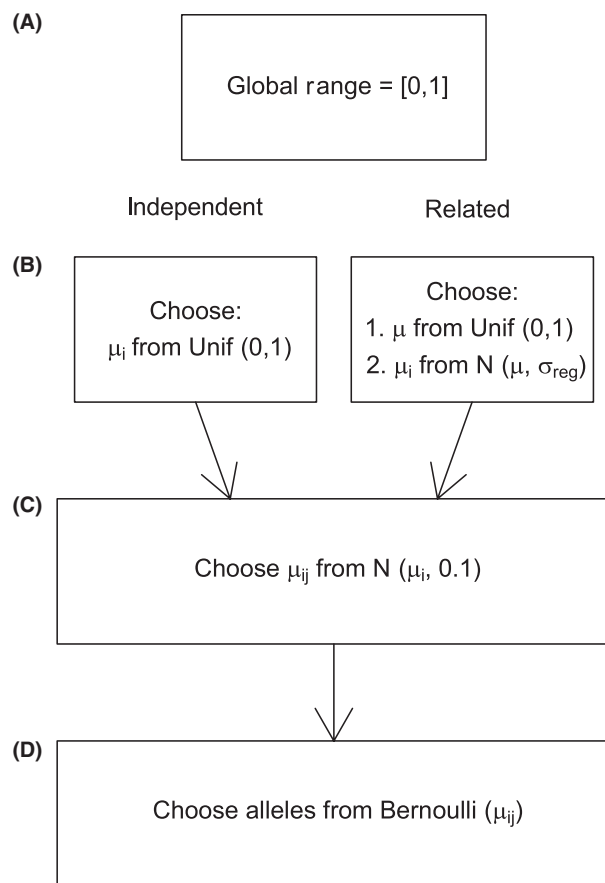 (A)
Global range = [0,1]
Independent
Related
(B)
Choose:
μi from Unif (0,1)
Choose:
1. μ from Unif (0,1)
2. μi from N (μ, σreg)
(C)
Choose μij from N (μi, 0.1)
(D)
Choose alleles from Bernoulli (μij)